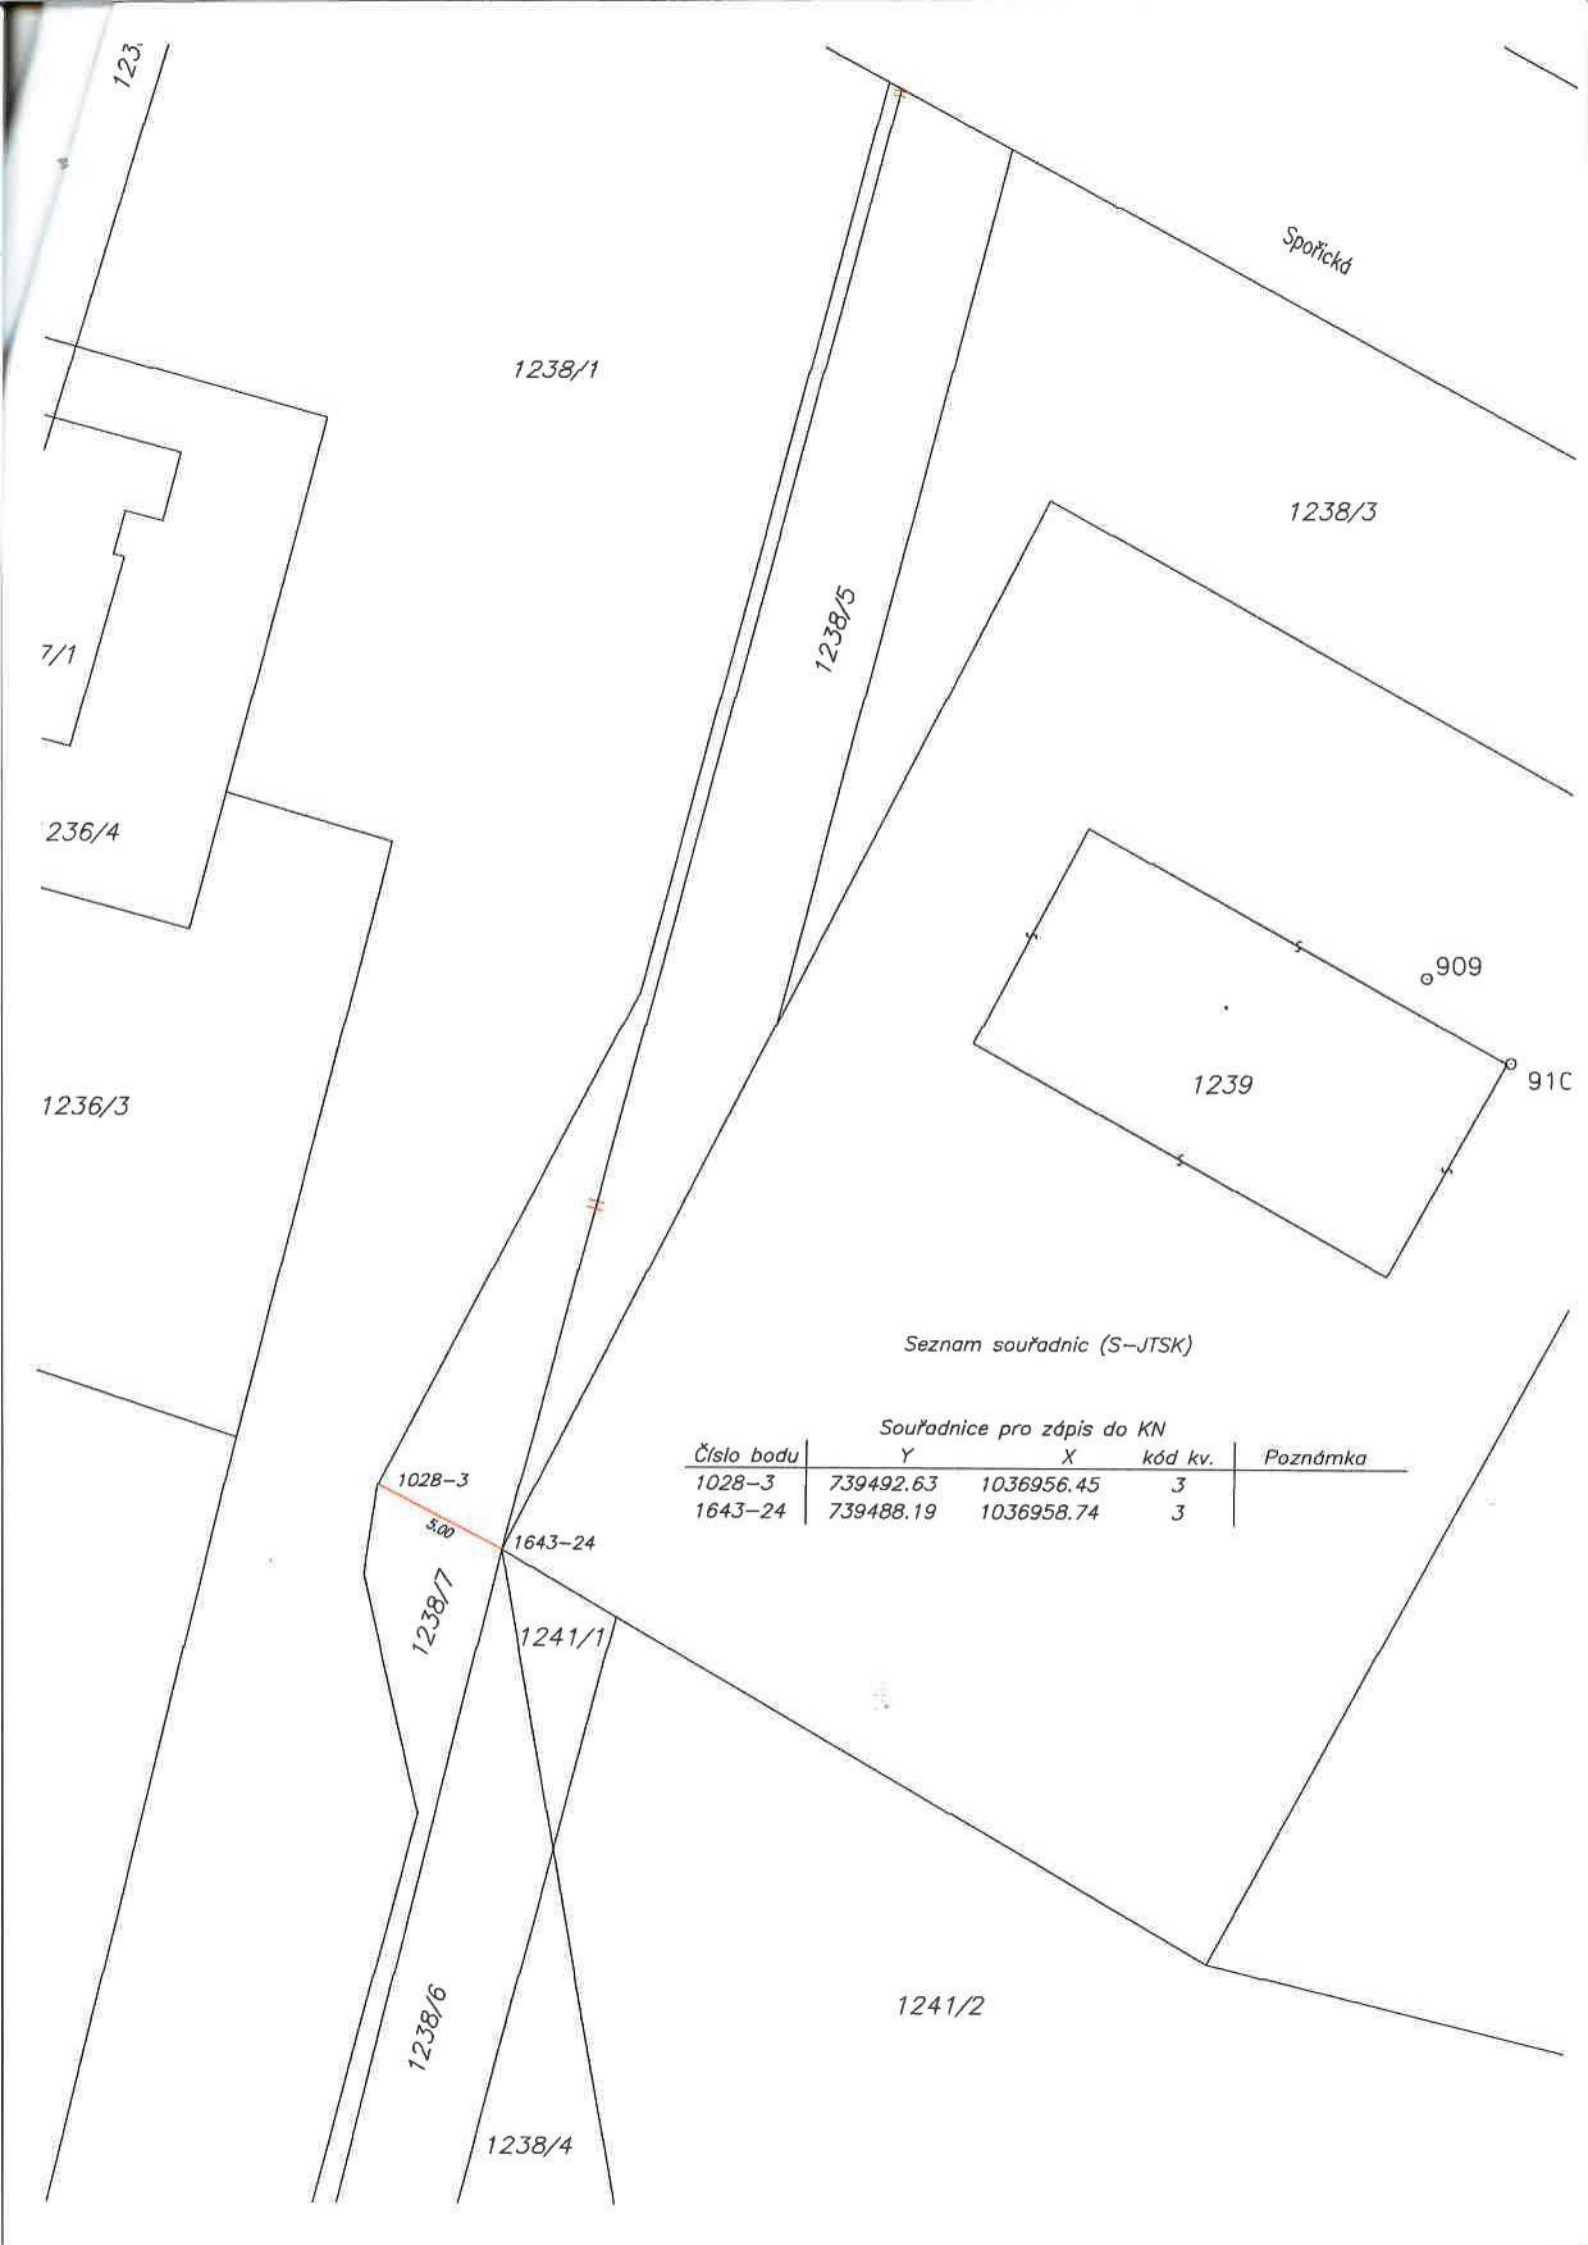 123.
Spořická
1238/1
1238/3
1238/5
7/1
236/4
909
91C
1239
1236/3
Seznam souřadnic (S-JTSK)
Souřadnice pro zápis do KN
Číslo bodu Y X kód kv. Poznámka
1028-3 739492.63 1036956.45 3
1643-24 739488.19 1036958.74 3
1028-3
5.00
1643-24
1238/7
1241/1
1238/6
1241/2
1238/4